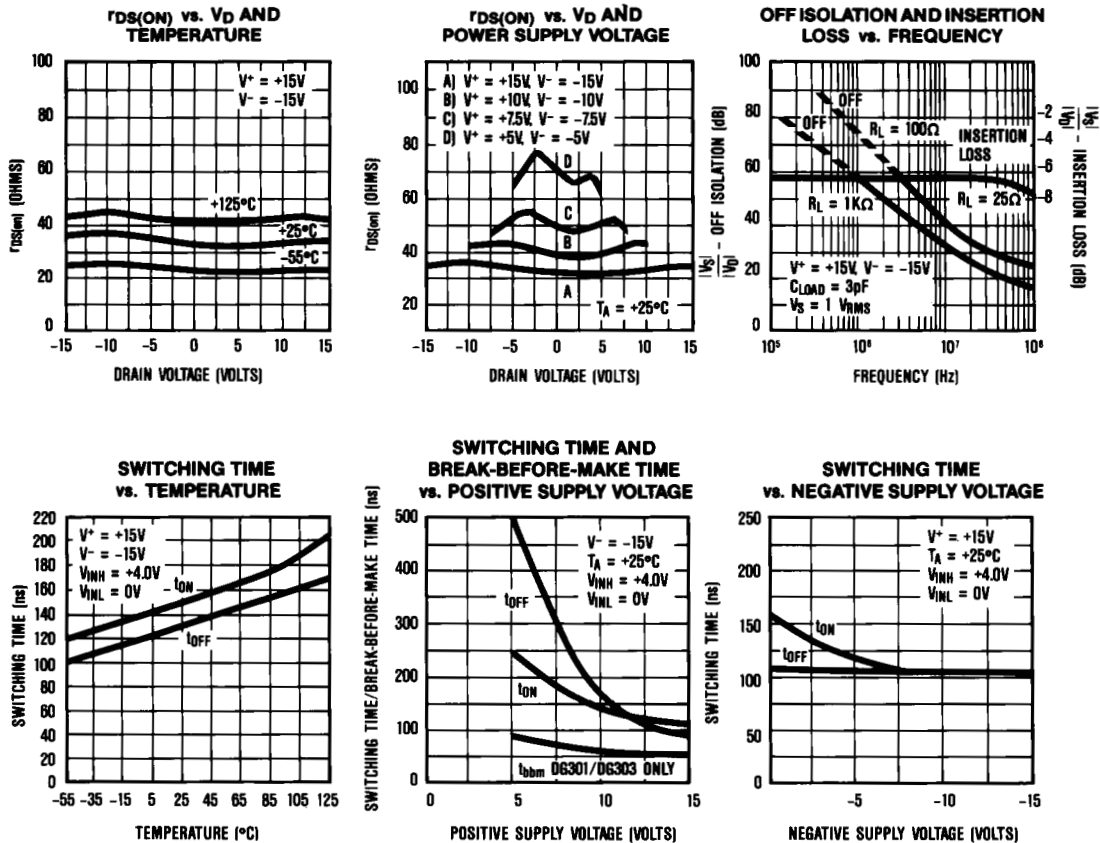 rDS(ON) vs. VD AND
TEMPERATURE
100
80
60
40
20
0
rDS(on) (OHMS)
V+ = +15V
V− = −15V
+125°C
+25°C
−55°C
−15 −10 −5 0 5 10 15
DRAIN VOLTAGE (VOLTS)
rDS(ON) vs. VD AND
POWER SUPPLY VOLTAGE
100
80
60
40
20
0
rDS(on) (OHMS)
A) V+ = +15V, V− = −15V
B) V+ = +10V, V− = −10V
C) V+ = +7.5V, V− = −7.5V
D) V+ = +5V, V− = −5V
D
C
B
A
TA = +25°C
−15 −10 −5 0 5 10 15
DRAIN VOLTAGE (VOLTS)
OFF ISOLATION AND INSERTION
LOSS vs. FREQUENCY
100
80
60
40
20
0
|VS| / |VD| − OFF ISOLATION (dB)
OFF
OFF
RL = 100Ω
INSERTION
LOSS
RL = 1KΩ
RL = 25Ω
V+ = +15V, V− = −15V
CLOAD = 3pF
VS = 1 VRMS
−2
−4
−6
−8
|VS| / |VD| − INSERTION LOSS (dB)
10⁵ 10⁶ 10⁷ 10⁸
FREQUENCY (Hz)
SWITCHING TIME
vs. TEMPERATURE
220
200
180
160
140
120
100
80
60
40
20
0
SWITCHING TIME (ns)
V+ = +15V
V− = −15V
VINH = +4.0V
VINL = 0V
tON
tOFF
−55 −35 −15 5 25 45 65 85 105 125
TEMPERATURE (°C)
SWITCHING TIME AND
BREAK-BEFORE-MAKE TIME
vs. POSITIVE SUPPLY VOLTAGE
500
400
300
250
200
100
50
0
SWITCHING TIME/BREAK-BEFORE-MAKE TIME (ns)
V− = −15V
TA = +25°C
VINH = +4.0V
VINL = 0V
tOFF
tON
tbbm DG301/DG303 ONLY
0 5 10 15
POSITIVE SUPPLY VOLTAGE (VOLTS)
SWITCHING TIME
vs. NEGATIVE SUPPLY VOLTAGE
250
200
150
100
50
0
SWITCHING TIME (ns)
V+ = +15V
TA = +25°C
VINH = +4.0V
VINL = 0V
tON
tOFF
−5 −10 −15
NEGATIVE SUPPLY VOLTAGE (VOLTS)